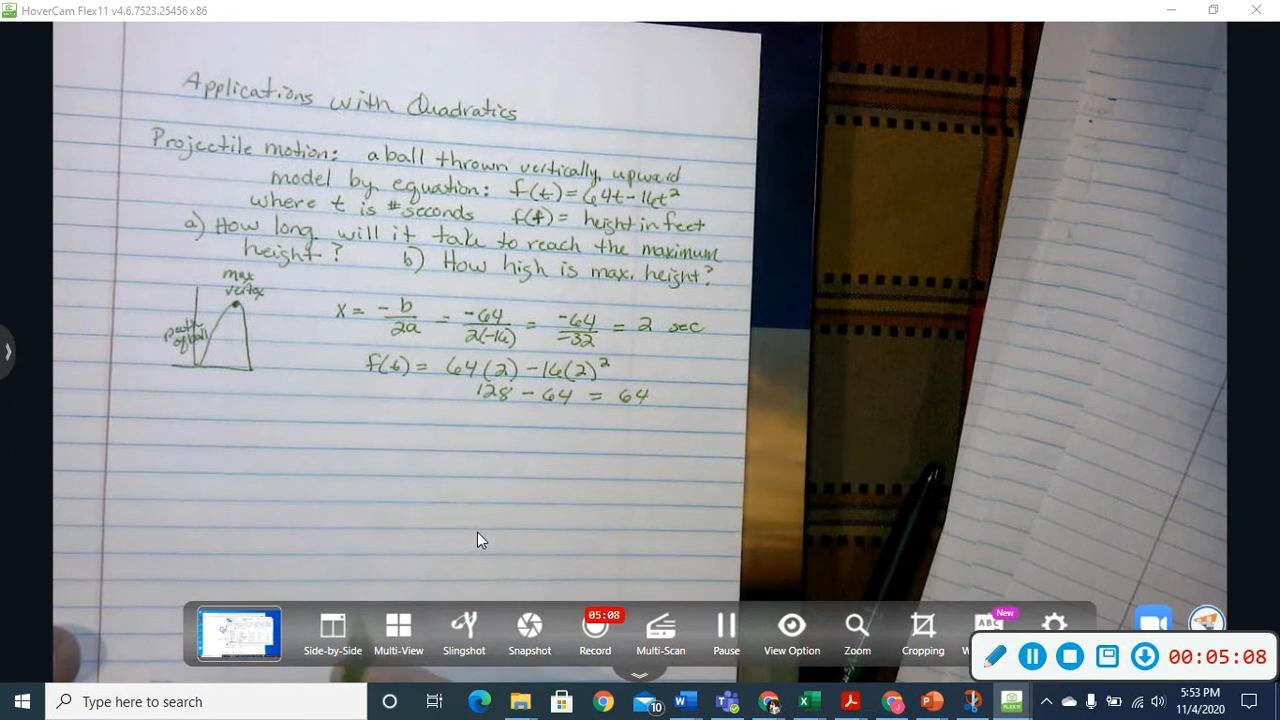 HoverCam Flex11 v4.6.7523.25456 x86
Applications with Quadratics
Projectile motion: a ball thrown vertically upward
model by equation: f(t) = 64t - 16t²
where t is # seconds f(t) = height in feet
a) How long will it take to reach the maximum
height? b) How high is max. height?
max
vertex
path
of ball
x = -b/2a = -64/2(-16) = -64/-32 = 2 sec
f(t) = 64(2) - 16(2)²
128 - 64 = 64
05:08
New
ABC
Side-by-Side Multi-View Slingshot Snapshot Record Multi-Scan Pause View Option Zoom Cropping
00:05:08
Type here to search
10
5:53 PM
11/4/2020